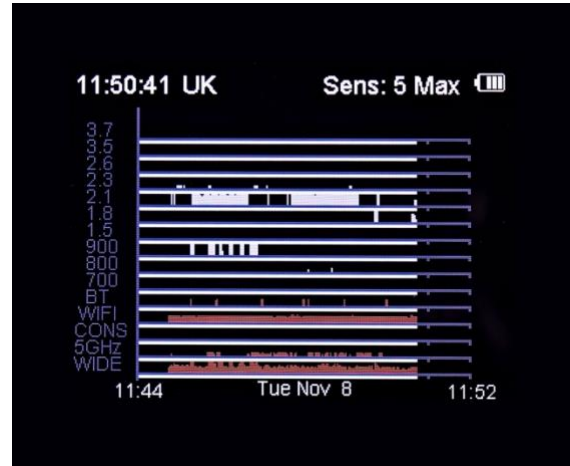 11:50:41 UK Sens: 5 Max
3.7
3.5
2.6
2.3
2.1
1.8
1.5
900
800
700
BT
WIFI
CONS
5GHz
WIDE
11:44 Tue Nov 8 11:52